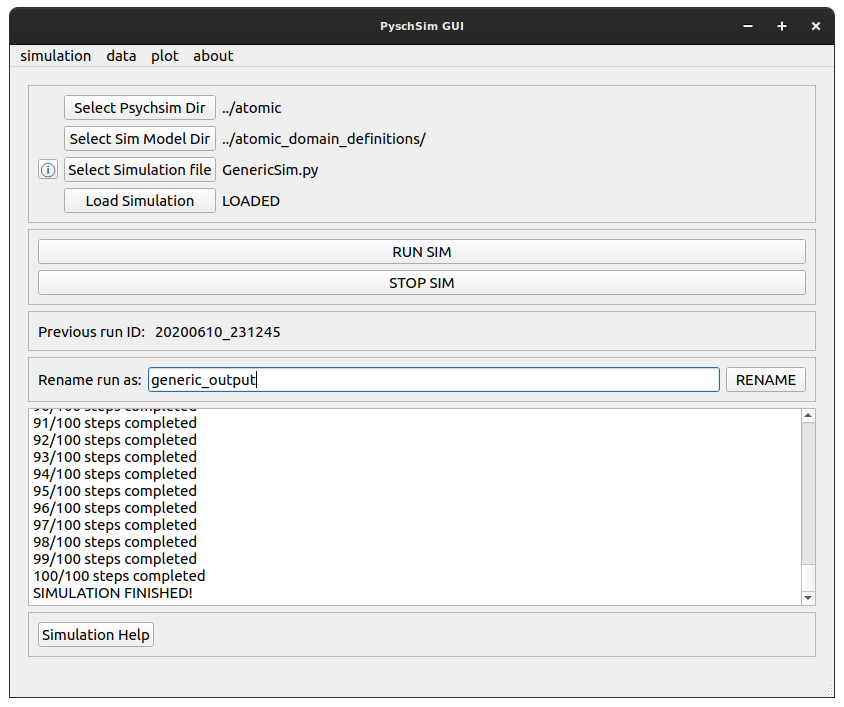 PyschSim GUI
simulation data plot about
Select Psychsim Dir ../atomic
Select Sim Model Dir ../atomic_domain_definitions/
Select Simulation file GenericSim.py
Load Simulation LOADED
RUN SIM
STOP SIM
Previous run ID: 20200610_231245
Rename run as: generic_output RENAME
90/100 steps completed
91/100 steps completed
92/100 steps completed
93/100 steps completed
94/100 steps completed
95/100 steps completed
96/100 steps completed
97/100 steps completed
98/100 steps completed
99/100 steps completed
100/100 steps completed
SIMULATION FINISHED!
Simulation Help